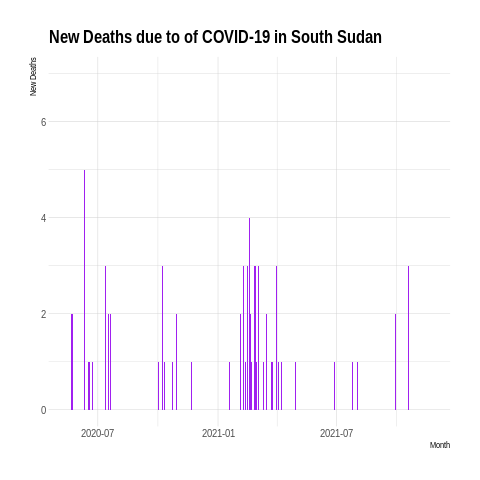 New Deaths due to of COVID-19 in South Sudan
New Deaths
6
4
2
0
2020-07 2021-01 2021-07
Month